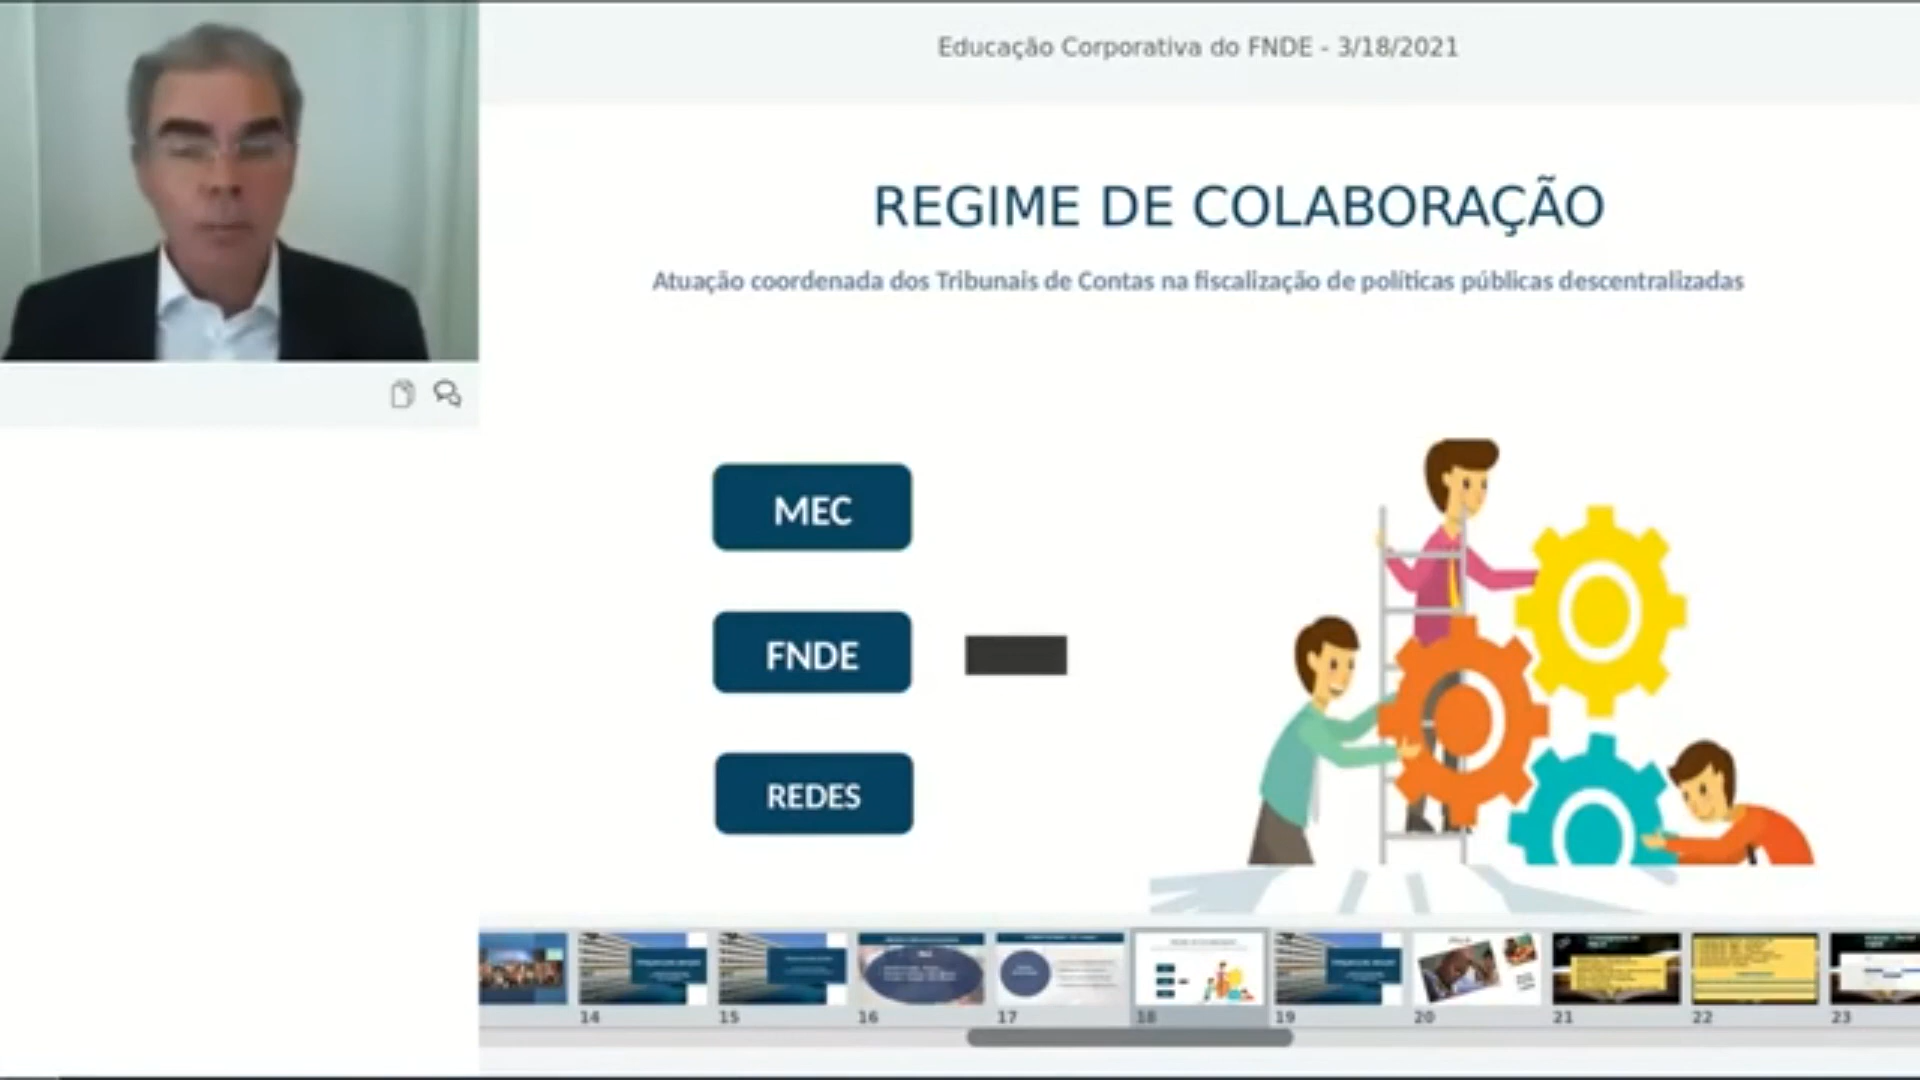 Educação Corporativa do FNDE - 3/18/2021
REGIME DE COLABORAÇÃO
Atuação coordenada dos Tribunais de Contas na fiscalização de políticas públicas descentralizadas
MEC
FNDE
REDES
14
15
16
17
18
19
20
21
22
23